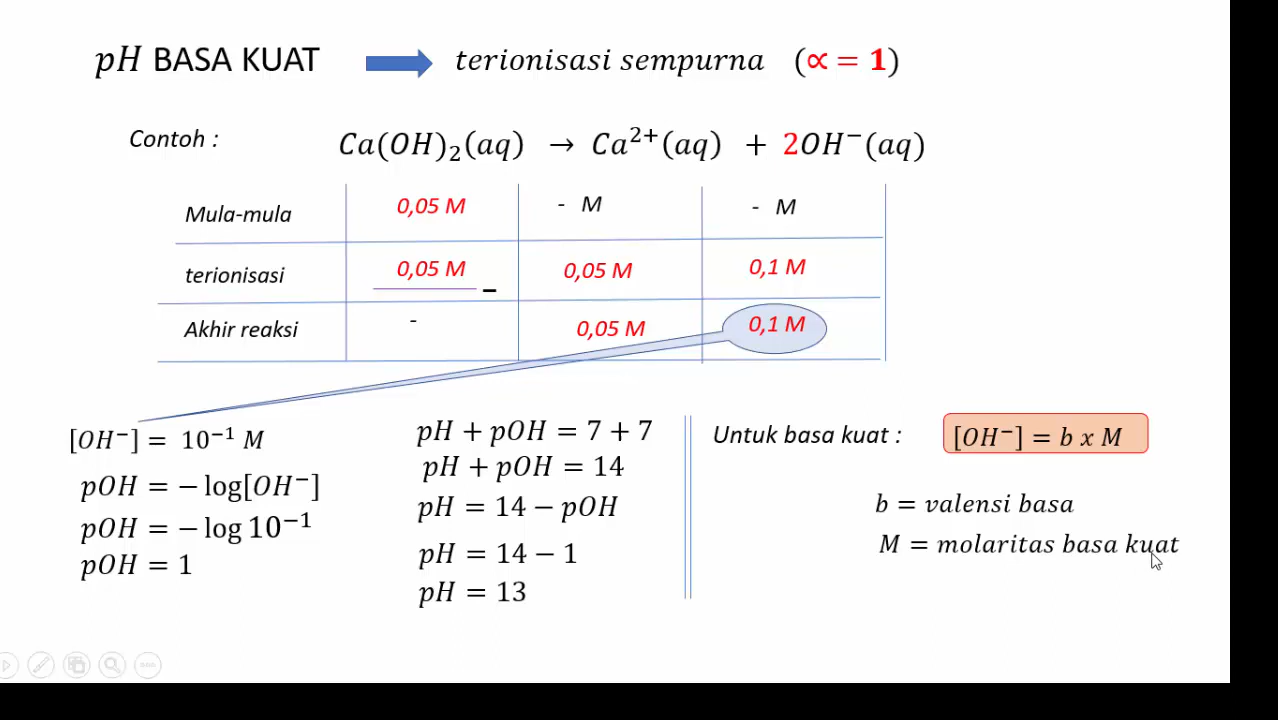 pH BASA KUAT terionisasi sempurna (∝ = 1)
Contoh : Ca(OH)₂(aq) → Ca²⁺(aq) + 2OH⁻(aq)
Mula-mula 0,05 M - M - M
terionisasi 0,05 M 0,05 M 0,1 M
Akhir reaksi - 0,05 M 0,1 M
[OH⁻] = 10⁻¹ M
pOH = − log[OH⁻]
pOH = − log 10⁻¹
pOH = 1
pH + pOH = 7 + 7
pH + pOH = 14
pH = 14 − pOH
pH = 14 − 1
pH = 13
Untuk basa kuat : [OH⁻] = b x M
b = valensi basa
M = molaritas basa kuat